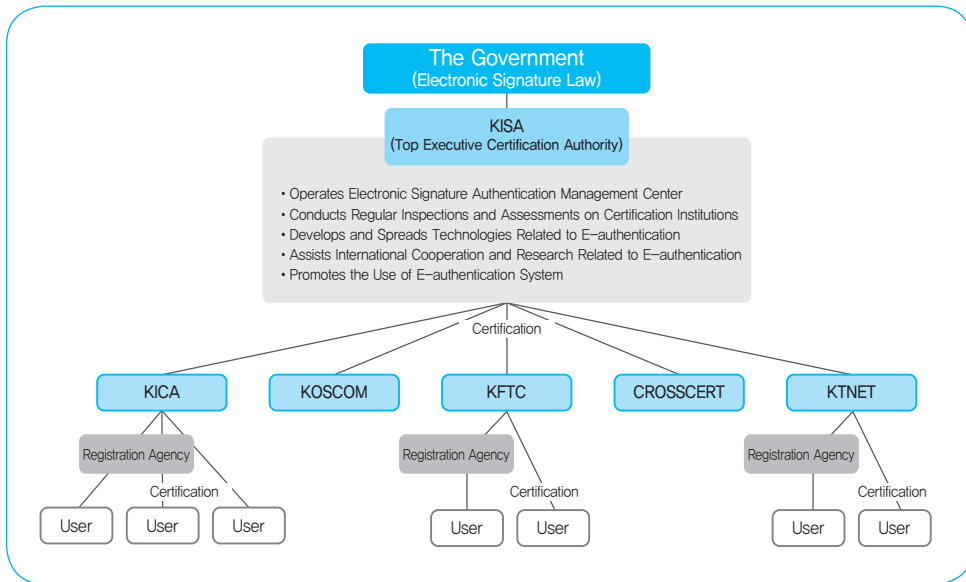 The Government
(Electronic Signature Law)
KISA
(Top Executive Certification Authority)
• Operates Electronic Signature Authentication Management Center
• Conducts Regular Inspections and Assessments on Certification Institutions
• Develops and Spreads Technologies Related to E-authentication
• Assists International Cooperation and Research Related to E-authentication
• Promotes the Use of E-authentication System
Certification
KICA
KOSCOM
KFTC
CROSSCERT
KTNET
Registration Agency
Registration Agency
Registration Agency
Certification
Certification
Certification
User
User
User
User
User
User
User